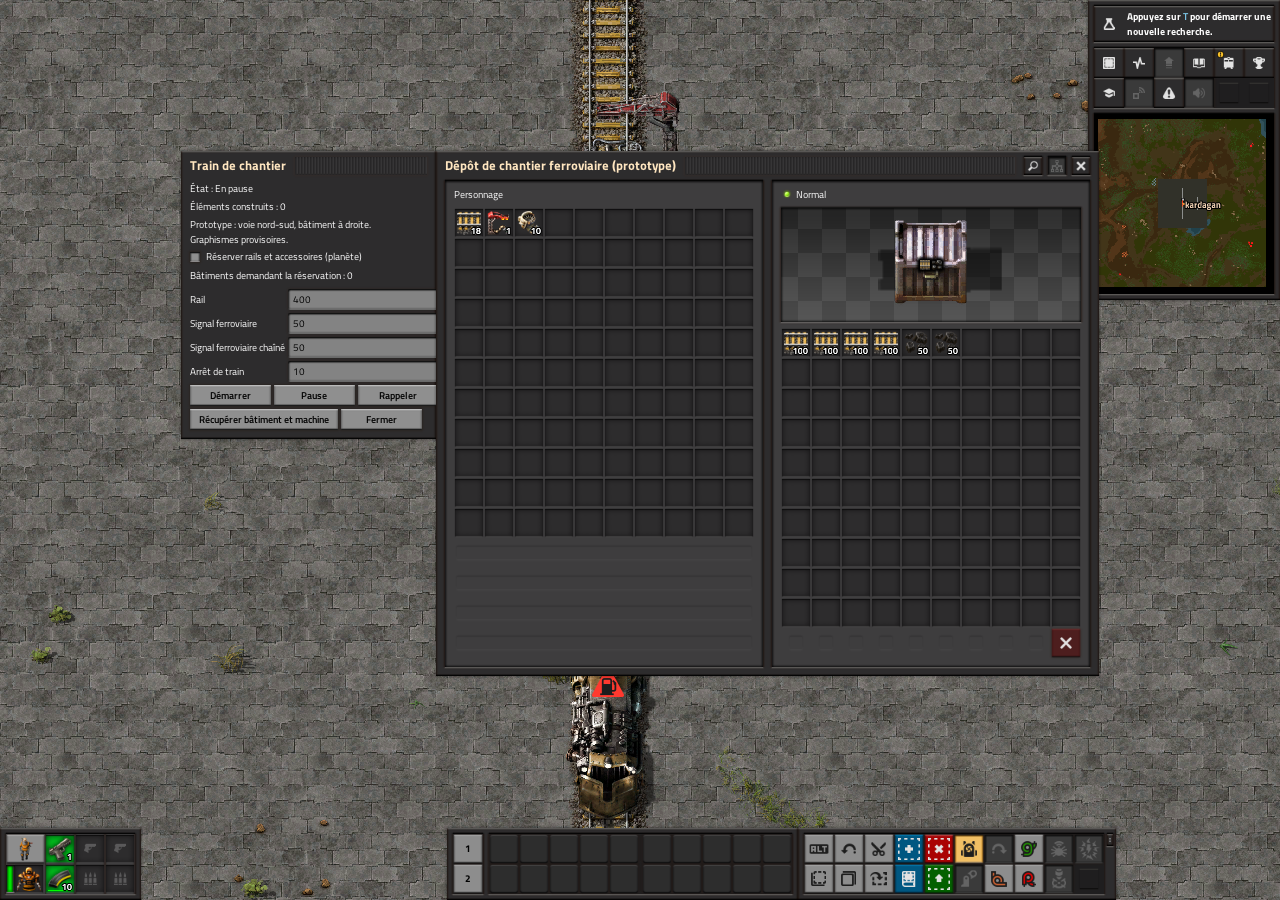 Appuyez sur T pour démarrer une
nouvelle recherche.
kardagan
Train de chantier
État : En pause
Éléments construits : 0
Prototype : voie nord-sud, bâtiment à droite.
Graphismes provisoires.
Réserver rails et accessoires (planète)
Bâtiments demandant la réservation : 0
Rail 400
Signal ferroviaire 50
Signal ferroviaire chaîné 50
Arrêt de train 10
Démarrer Pause Rappeler
Récupérer bâtiment et machine Fermer
Dépôt de chantier ferroviaire (prototype)
Personnage
18 1 10
Normal
100 100 100 100 50 50
1
10
1
2
ALT